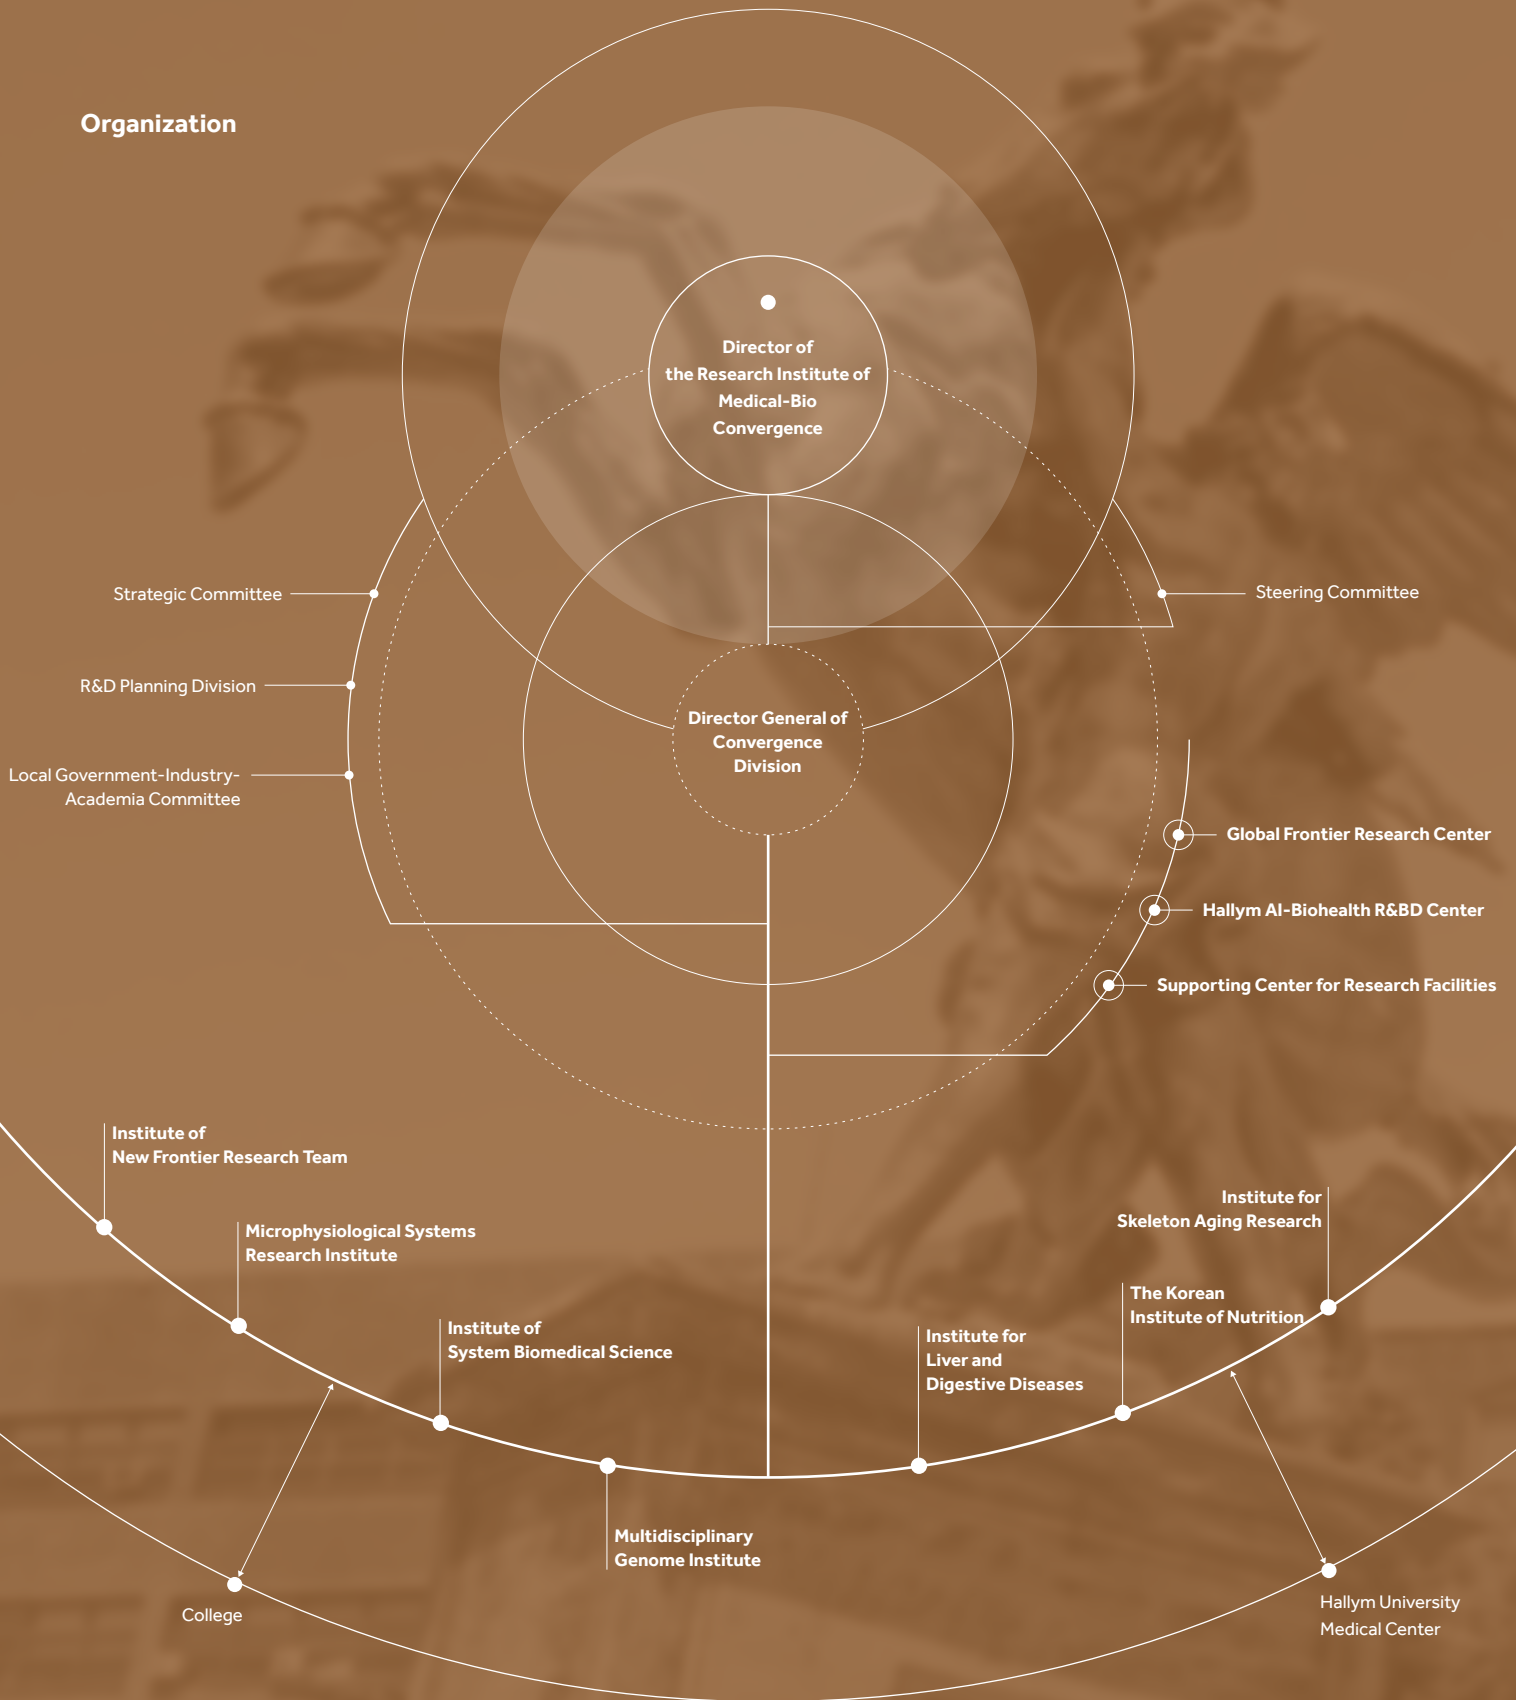 Organization
Director of
the Research Institute of
Medical-Bio
Convergence
Strategic Committee
Steering Committee
R&D Planning Division
Director General of
Convergence
Division
Local Government-Industry-
Academia Committee
Global Frontier Research Center
Hallym AI-Biohealth R&BD Center
Supporting Center for Research Facilities
Institute of
New Frontier Research Team
Microphysiological Systems
Research Institute
Institute of
System Biomedical Science
Multidisciplinary
Genome Institute
Institute for
Liver and
Digestive Diseases
The Korean
Institute of Nutrition
Institute for
Skeleton Aging Research
College
Hallym University
Medical Center